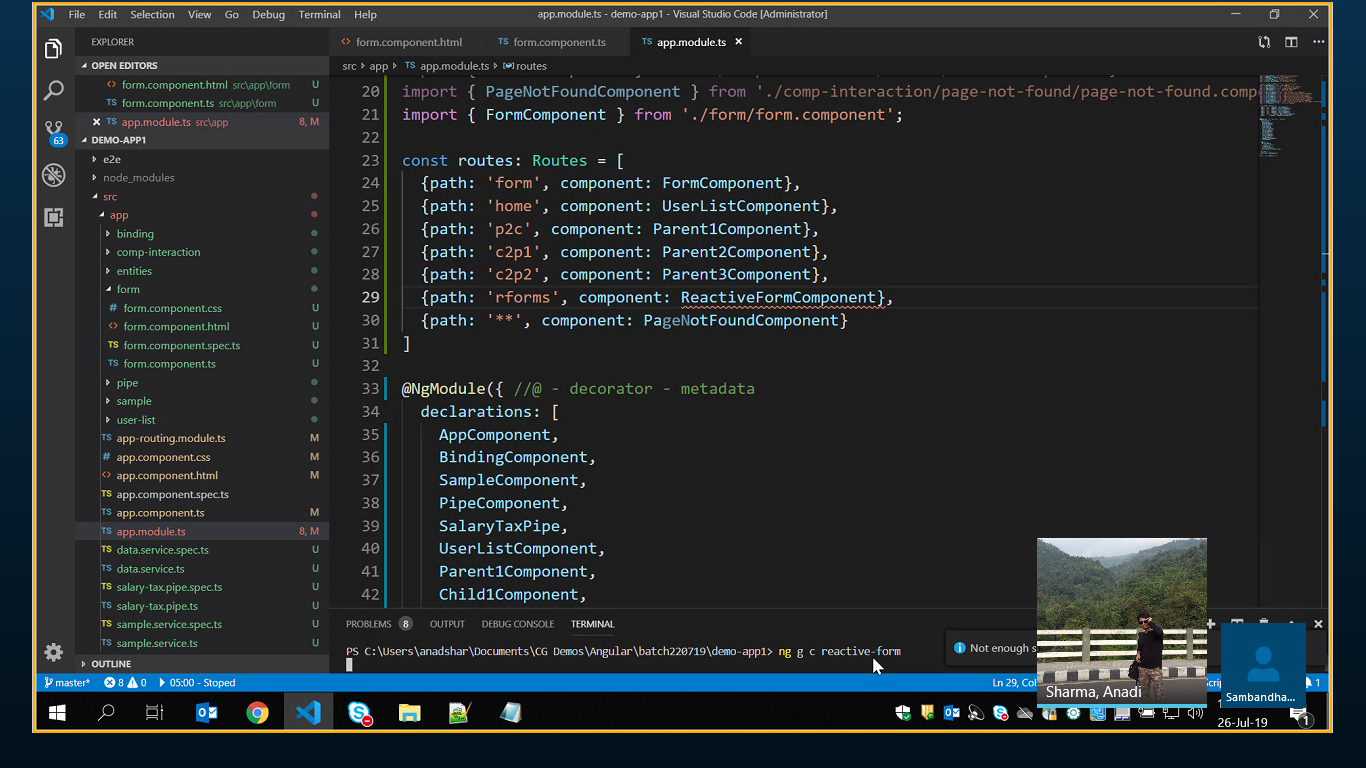 File Edit Selection View Go Debug Terminal Help
app.module.ts - demo-app1 - Visual Studio Code [Administrator]
EXPLORER
OPEN EDITORS
form.component.html src\app\form U
form.component.ts src\app\form U
app.module.ts src\app 8, M
DEMO-APP1
e2e
node_modules
src
app
binding
comp-interaction
entities
form
form.component.css U
form.component.html U
form.component.spec.ts U
form.component.ts U
pipe
sample
user-list
app-routing.module.ts M
app.component.css M
app.component.html M
app.component.spec.ts
app.component.ts M
app.module.ts 8, M
data.service.spec.ts U
data.service.ts U
salary-tax.pipe.spec.ts U
salary-tax.pipe.ts U
sample.service.spec.ts U
sample.service.ts U
OUTLINE
63
form.component.html
form.component.ts
app.module.ts
src > app > app.module.ts > routes
20 import { PageNotFoundComponent } from './comp-interaction/page-not-found/page-not-found.compo
21 import { FormComponent } from './form/form.component';
22
23 const routes: Routes = [
24 {path: 'form', component: FormComponent},
25 {path: 'home', component: UserListComponent},
26 {path: 'p2c', component: Parent1Component},
27 {path: 'c2p1', component: Parent2Component},
28 {path: 'c2p2', component: Parent3Component},
29 {path: 'rforms', component: ReactiveFormComponent},
30 {path: '**', component: PageNotFoundComponent}
31 ]
32
33 @NgModule({ //@ - decorator - metadata
34 declarations: [
35 AppComponent,
36 BindingComponent,
37 SampleComponent,
38 PipeComponent,
39 SalaryTaxPipe,
40 UserListComponent,
41 Parent1Component,
42 Child1Component,
PROBLEMS 8 OUTPUT DEBUG CONSOLE TERMINAL
PS C:\Users\anadshar\Documents\CG Demos\Angular\batch220719\demo-app1> ng g c reactive-form
Not enough s
Sharma, Anadi
Sambandha...
master* 8 0 05:00 - Stoped
Ln 29, Col
1
26-Jul-19
1